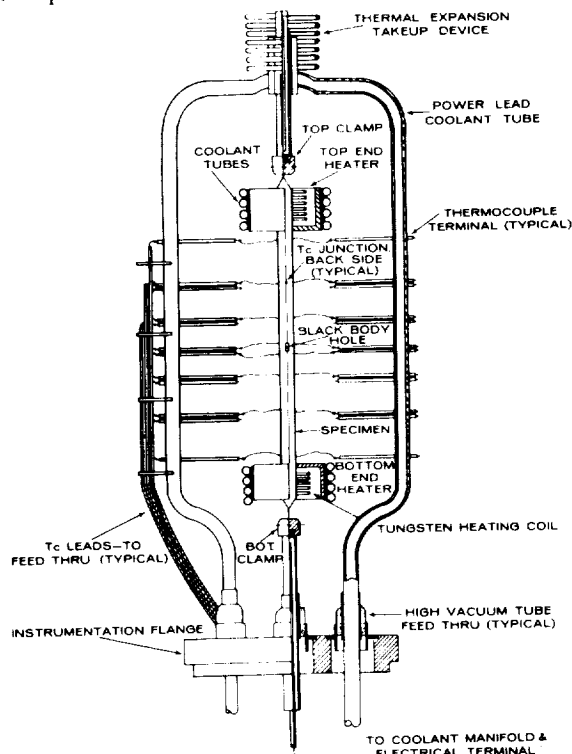 THERMAL EXPANSION
TAKEUP DEVICE
POWER LEAD
COOLANT TUBE
TOP CLAMP
COOLANT
TUBES
TOP END
HEATER
THERMOCOUPLE
TERMINAL (TYPICAL)
Tc JUNCTION,
BACK SIDE
(TYPICAL)
BLACK BODY
HOLE
SPECIMEN
BOTTOM
END
HEATER
TUNGSTEN HEATING COIL
Tc LEADS-TO
FEED THRU (TYPICAL)
BOT
CLAMP
HIGH VACUUM TUBE
FEED THRU (TYPICAL)
INSTRUMENTATION FLANGE
TO COOLANT MANIFOLD &
ELECTRICAL TERMINAL